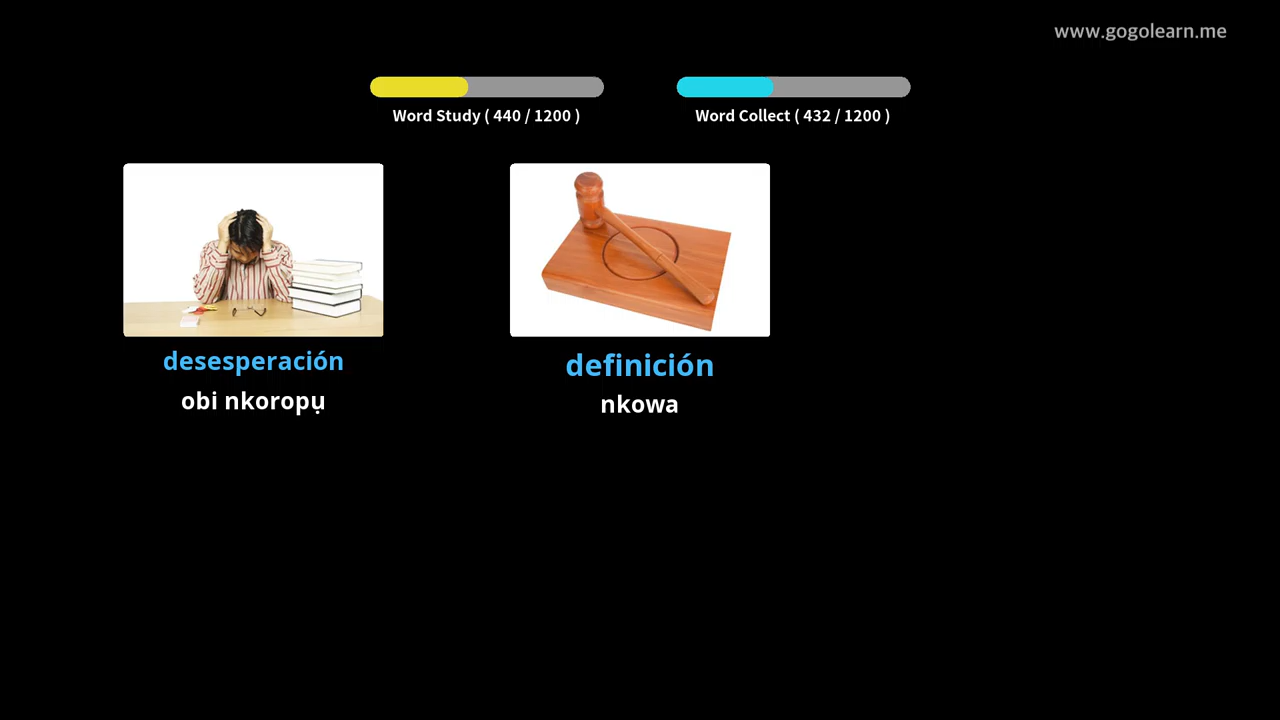 www.gogolearn.me
Word Study ( 440 / 1200 )
Word Collect ( 432 / 1200 )
desesperación
obi nkoropụ
definición
nkowa